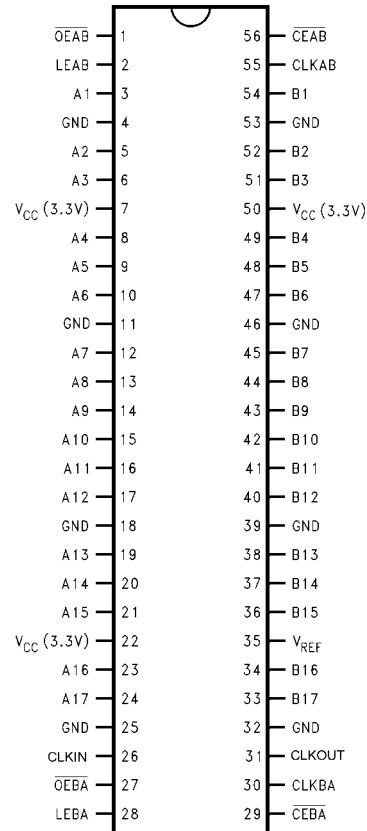 O̅E̅A̅B̅ 1 56 C̅E̅A̅B̅
LEAB 2 55 CLKAB
A1 3 54 B1
GND 4 53 GND
A2 5 52 B2
A3 6 51 B3
VCC (3.3V) 7 50 VCC (3.3V)
A4 8 49 B4
A5 9 48 B5
A6 10 47 B6
GND 11 46 GND
A7 12 45 B7
A8 13 44 B8
A9 14 43 B9
A10 15 42 B10
A11 16 41 B11
A12 17 40 B12
GND 18 39 GND
A13 19 38 B13
A14 20 37 B14
A15 21 36 B15
VCC (3.3V) 22 35 VREF
A16 23 34 B16
A17 24 33 B17
GND 25 32 GND
CLKIN 26 31 CLKOUT
O̅E̅B̅A̅ 27 30 CLKBA
LEBA 28 29 C̅E̅B̅A̅